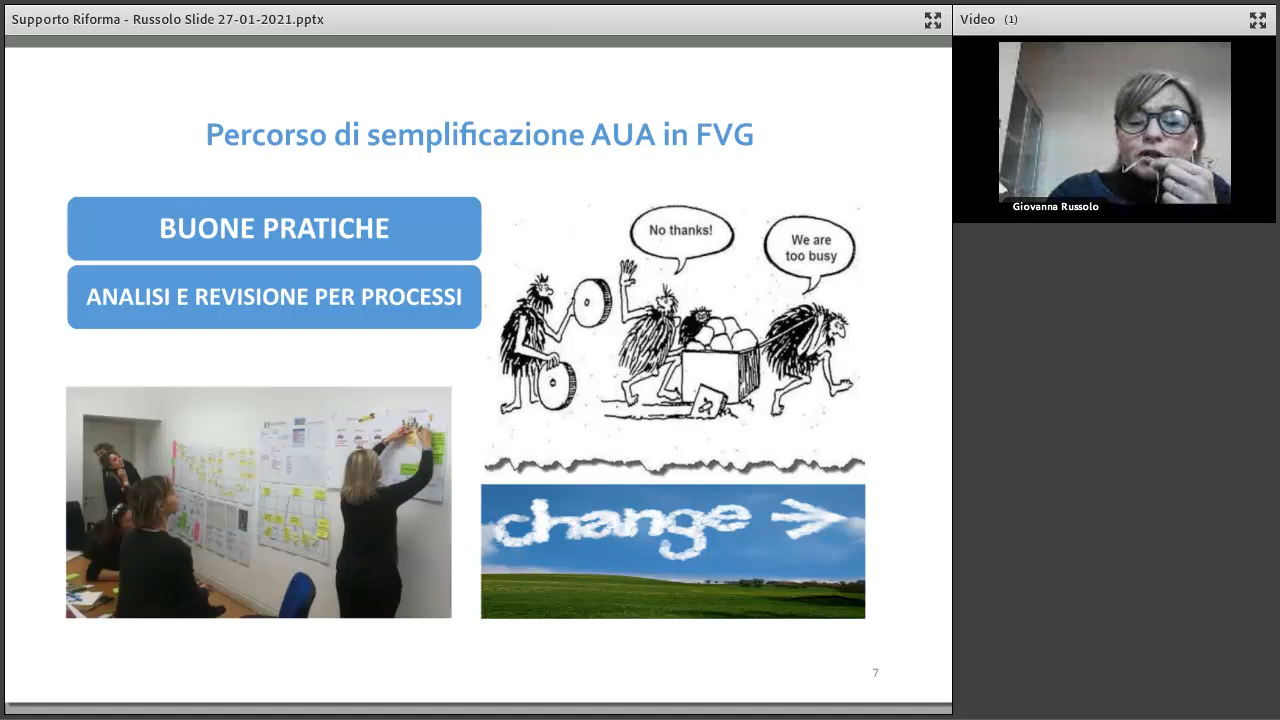 Supporto Riforma - Russolo Slide 27-01-2021.pptx
Video (1)
Giovanna Russolo
Percorso di semplificazione AUA in FVG
BUONE PRATICHE
ANALISI E REVISIONE PER PROCESSI
No thanks!
We are
too busy
change
7